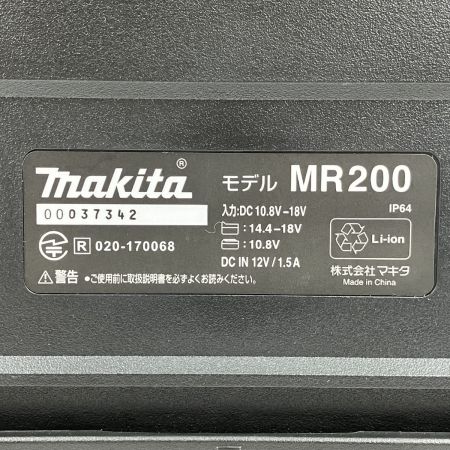 makita®
モデル MR200
00037342
入力:DC 10.8V-18V
IP64
:14.4-18V
:10.8V
R 020-170068
DC IN 12V/1.5A
Li-ion
警告 •ご使用前に取扱説明書を必ずよくお読みください。
株式会社マキタ
Made in China